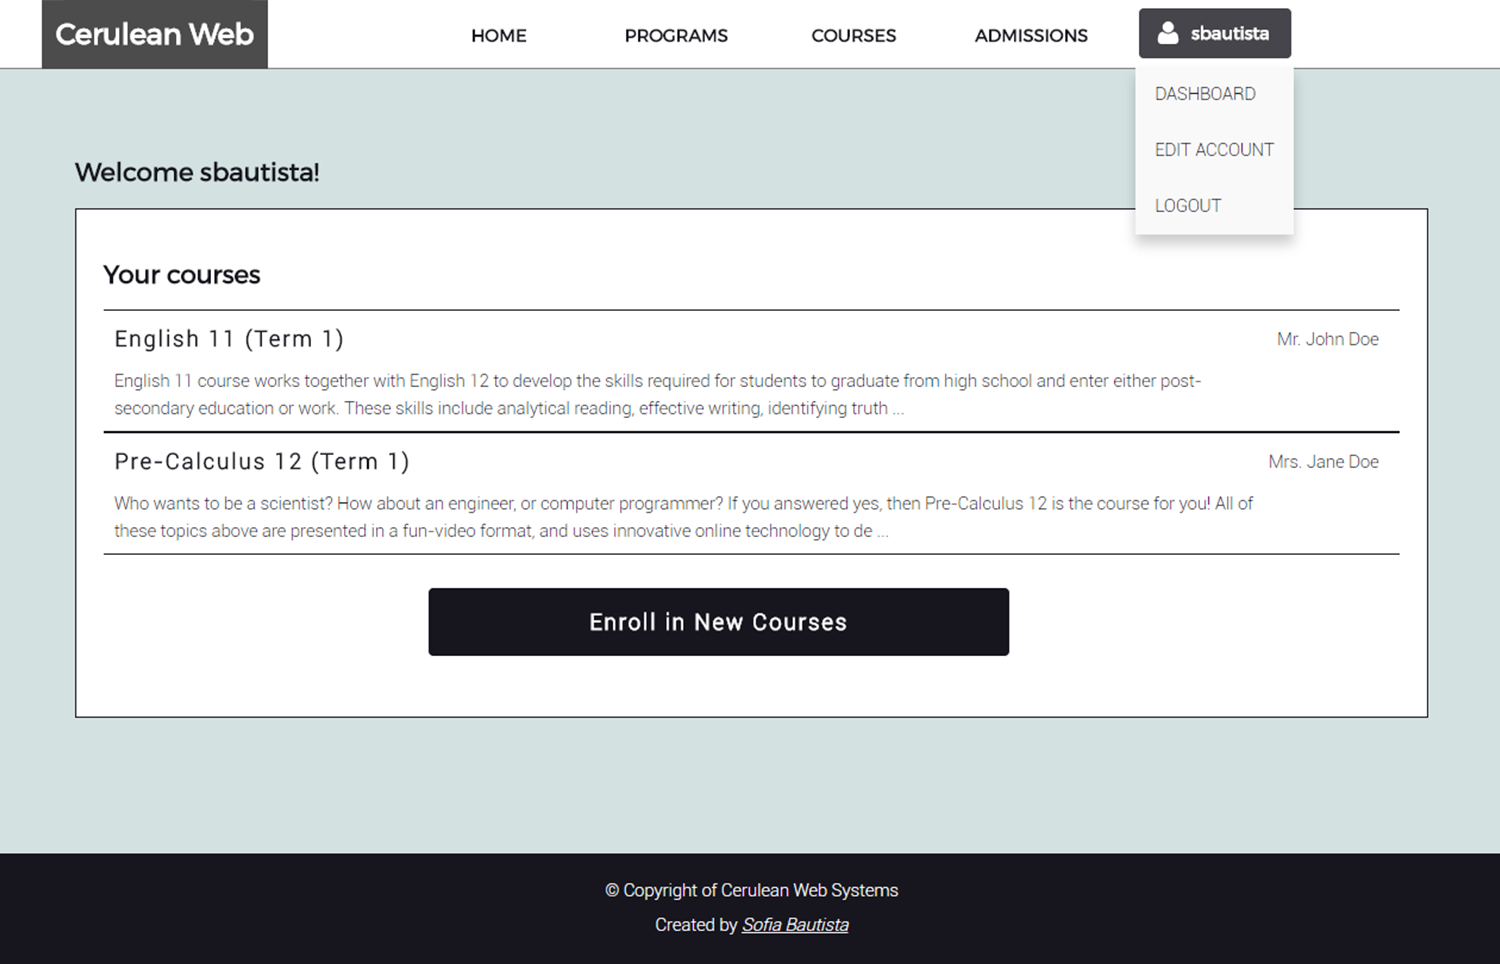 Cerulean Web
HOME
PROGRAMS
COURSES
ADMISSIONS
sbautista
DASHBOARD
EDIT ACCOUNT
LOGOUT
Welcome sbautista!
Your courses
English 11 (Term 1)
Mr. John Doe
English 11 course works together with English 12 to develop the skills required for students to graduate from high school and enter either post-
secondary education or work. These skills include analytical reading, effective writing, identifying truth ...
Pre-Calculus 12 (Term 1)
Mrs. Jane Doe
Who wants to be a scientist? How about an engineer, or computer programmer? If you answered yes, then Pre-Calculus 12 is the course for you! All of
these topics above are presented in a fun-video format, and uses innovative online technology to de ...
Enroll in New Courses
© Copyright of Cerulean Web Systems
Created by Sofia Bautista